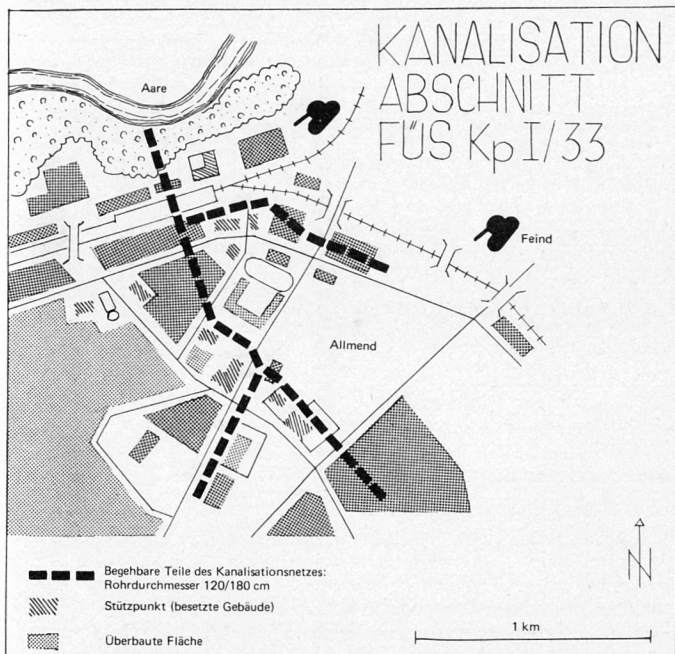 KANALISATION
ABSCHNITT
FÜS Kp I/33
Aare
Feind
Allmend
N
Begehbare Teile des Kanalisationsnetzes:
Rohrdurchmesser 120/180 cm
Stützpunkt (besetzte Gebäude)
Überbaute Fläche
1 km